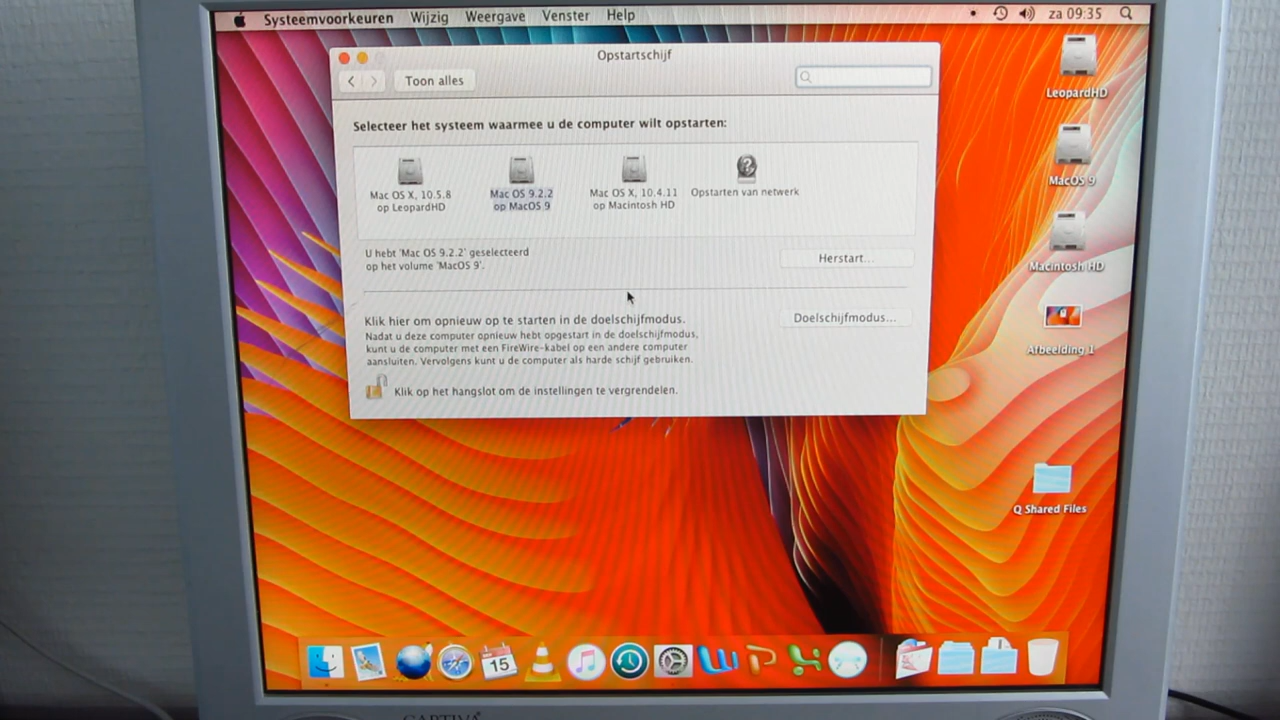 Systeemvoorkeuren Wijzig Weergave Venster Help za 09:35
Opstartschijf
Toon alles
Selecteer het systeem waarmee u de computer wilt opstarten:
Mac OS X, 10.5.8
op LeopardHD
Mac OS 9.2.2
op MacOS 9
Mac OS X, 10.4.11
op Macintosh HD
Opstarten van netwerk
U hebt 'Mac OS 9.2.2' geselecteerd
op het volume 'MacOS 9'.
Herstart...
Klik hier om opnieuw op te starten in de doelschijfmodus.
Nadat u deze computer opnieuw hebt opgestart in de doelschijfmodus,
kunt u de computer met een FireWire-kabel op een andere computer
aansluiten. Vervolgens kunt u de computer als harde schijf gebruiken.
Doelschijfmodus...
Klik op het hangslot om de instellingen te vergrendelen.
LeopardHD
MacOS 9
Macintosh HD
Afbeelding 1
Q Shared Files
15
CAPTIVA